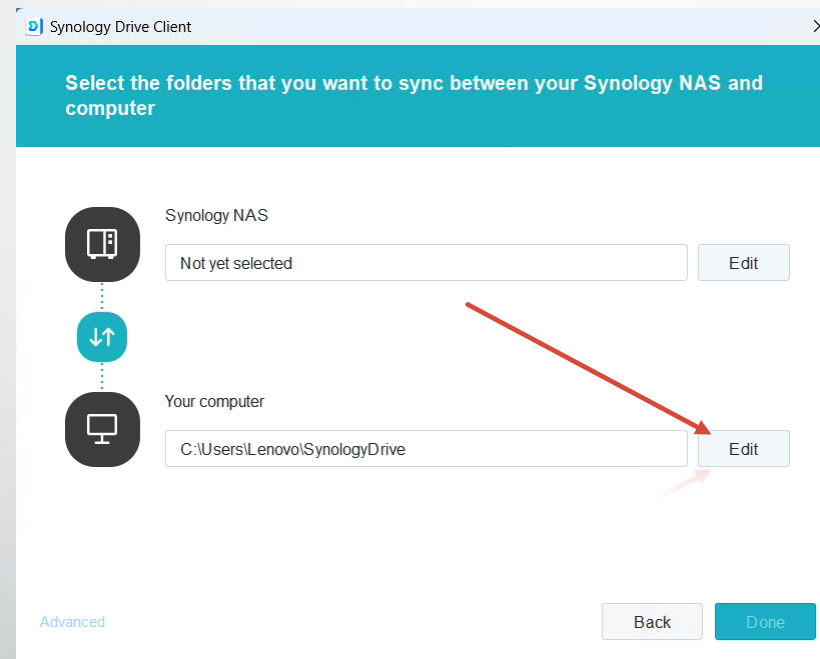 Synology Drive Client
Select the folders that you want to sync between your Synology NAS and
computer
Synology NAS
Not yet selected
Edit
Your computer
C:\Users\Lenovo\SynologyDrive
Edit
Advanced
Back
Done